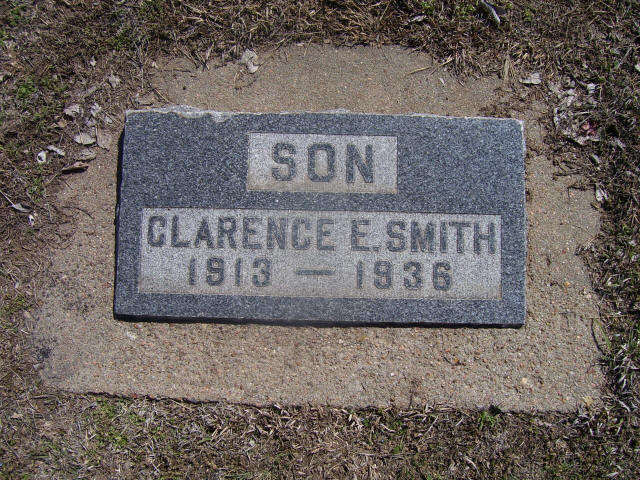 SON
CLARENCE E. SMITH
1913 — 1936